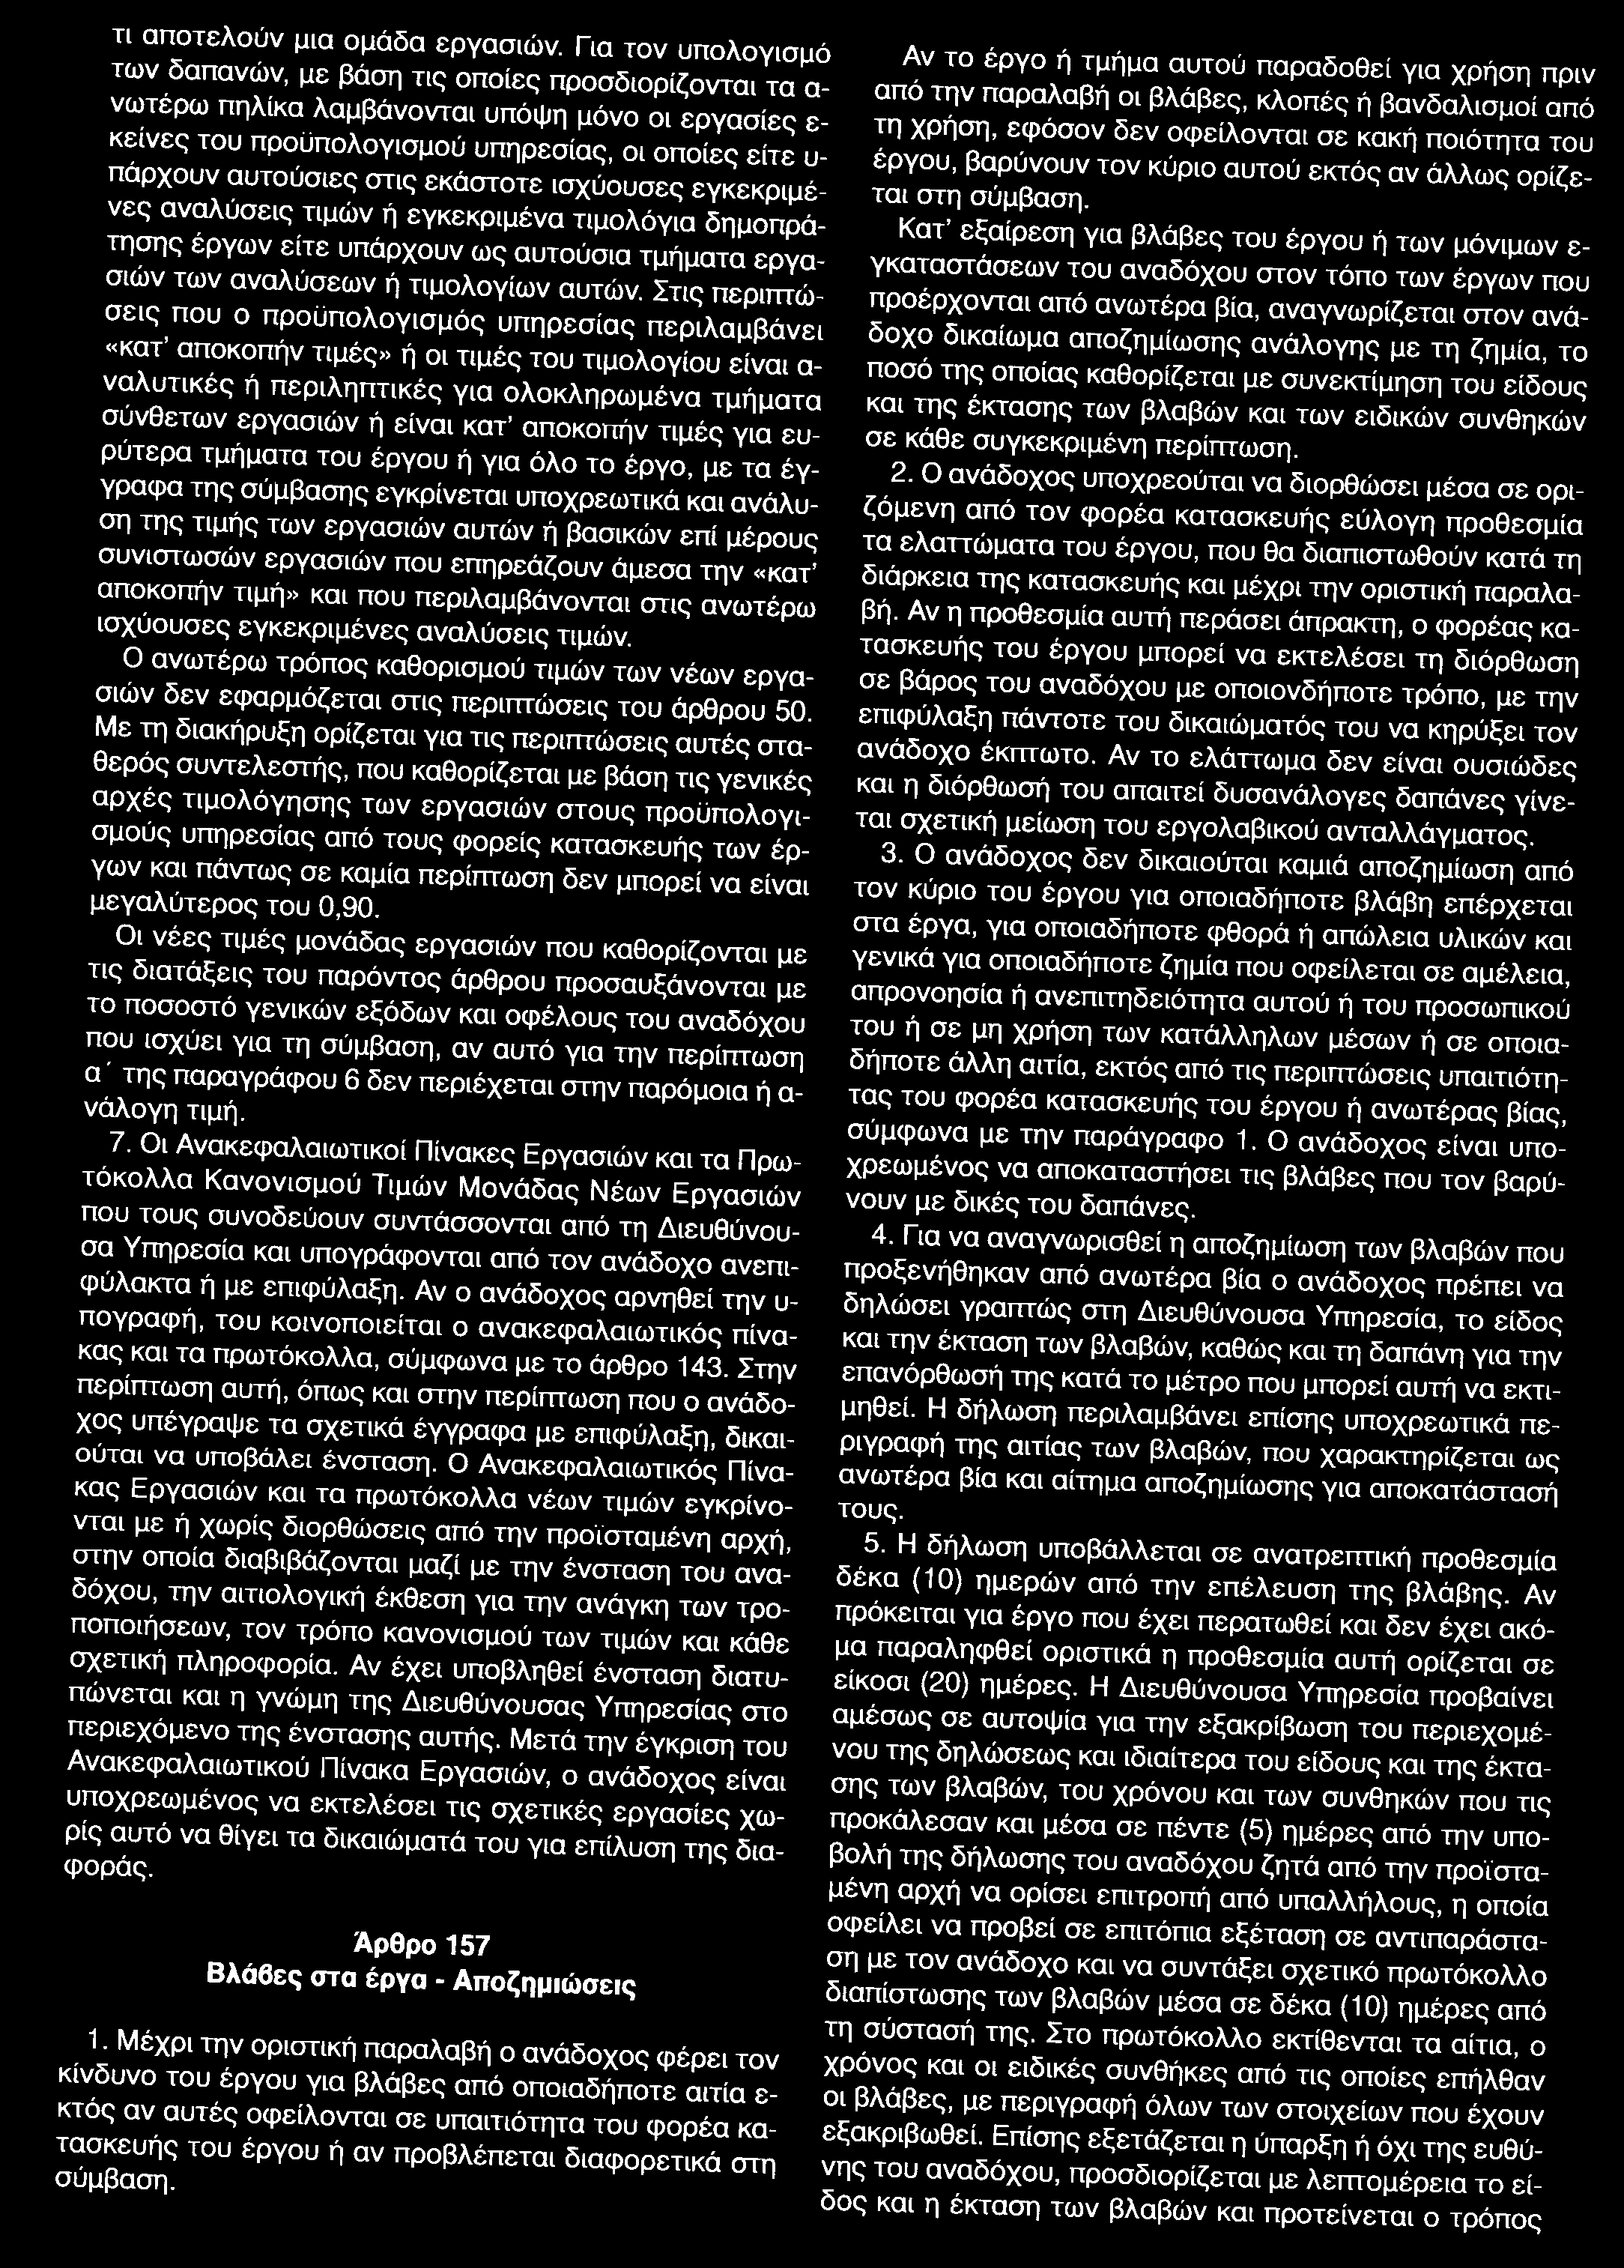 τι αποτελούν μια ομάδα εργασιών. Για τον υπολογισμό
των δαπανών, με βάση τις οποίες προσδιορίζονται τα α-
νωτέρω πηλίκα λαμβάνονται υπόψη μόνο οι εργασίες ε-
κείνες του προϋπολογισμού υπηρεσίας, οι οποίες είτε υ-
πάρχουν αυτούσιες στις εκάστοτε ισχύουσες εγκεκριμέ-
νες αναλύσεις τιμών ή εγκεκριμένα τιμολόγια δημοπρά-
τησης έργων είτε υπάρχουν ως αυτούσια τμήματα εργα-
σιών των αναλύσεων ή τιμολογίων αυτών. Στις περιπτώ-
σεις που ο προϋπολογισμός υπηρεσίας περιλαμβάνει
«κατ’ αποκοπήν τιμές» ή οι τιμές του τιμολογίου είναι α-
ναλυτικές ή περιληπτικές για ολοκληρωμένα τμήματα
σύνθετων εργασιών ή είναι κατ’ αποκοπήν τιμές για ευ-
ρύτερα τμήματα του έργου ή για όλο το έργο, με τα έγ-
γραφα της σύμβασης εγκρίνεται υποχρεωτικά και ανάλυ-
ση της τιμής των εργασιών αυτών ή βασικών επί μέρους
συνιστωσών εργασιών που επηρεάζουν άμεσα την «κατ’
αποκοπήν τιμή» και που περιλαμβάνονται στις ανωτέρω
ισχύουσες εγκεκριμένες αναλύσεις τιμών.
Ο ανωτέρω τρόπος καθορισμού τιμών των νέων εργα-
σιών δεν εφαρμόζεται στις περιπτώσεις του άρθρου 50.
Με τη διακήρυξη ορίζεται για τις περιπτώσεις αυτές στα-
θερός συντελεστής, που καθορίζεται με βάση τις γενικές
αρχές τιμολόγησης των εργασιών στους προϋπολογι-
σμούς υπηρεσίας από τους φορείς κατασκευής των έρ-
γων και πάντως σε καμία περίπτωση δεν μπορεί να είναι
μεγαλύτερος του 0,90.
Οι νέες τιμές μονάδας εργασιών που καθορίζονται με
τις διατάξεις του παρόντος άρθρου προσαυξάνονται με
το ποσοστό γενικών εξόδων και οφέλους του αναδόχου
που ισχύει για τη σύμβαση, αν αυτό για την περίπτωση
α΄ της παραγράφου 6 δεν περιέχεται στην παρόμοια ή α-
νάλογη τιμή.
7. Οι Ανακεφαλαιωτικοί Πίνακες Εργασιών και τα Πρω-
τόκολλα Κανονισμού Τιμών Μονάδας Νέων Εργασιών
που τους συνοδεύουν συντάσσονται από τη Διευθύνου-
σα Υπηρεσία και υπογράφονται από τον ανάδοχο ανεπι-
φύλακτα ή με επιφύλαξη. Αν ο ανάδοχος αρνηθεί την υ-
πογραφή, του κοινοποιείται ο ανακεφαλαιωτικός πίνα-
κας και τα πρωτόκολλα, σύμφωνα με το άρθρο 143. Στην
περίπτωση αυτή, όπως και στην περίπτωση που ο ανάδο-
χος υπέγραψε τα σχετικά έγγραφα με επιφύλαξη, δικαι-
ούται να υποβάλει ένσταση. Ο Ανακεφαλαιωτικός Πίνα-
κας Εργασιών και τα πρωτόκολλα νέων τιμών εγκρίνο-
νται με ή χωρίς διορθώσεις από την προϊσταμένη αρχή,
στην οποία διαβιβάζονται μαζί με την ένσταση του ανα-
δόχου, την αιτιολογική έκθεση για την ανάγκη των τρο-
ποποιήσεων, τον τρόπο κανονισμού των τιμών και κάθε
σχετική πληροφορία. Αν έχει υποβληθεί ένσταση διατυ-
πώνεται και η γνώμη της Διευθύνουσας Υπηρεσίας στο
περιεχόμενο της ένστασης αυτής. Μετά την έγκριση του
Ανακεφαλαιωτικού Πίνακα Εργασιών, ο ανάδοχος είναι
υποχρεωμένος να εκτελέσει τις σχετικές εργασίες χω-
ρίς αυτό να θίγει τα δικαιώματά του για επίλυση της δια-
φοράς.
Άρθρο 157
Βλάβες στα έργα - Αποζημιώσεις
1. Μέχρι την οριστική παραλαβή ο ανάδοχος φέρει τον
κίνδυνο του έργου για βλάβες από οποιαδήποτε αιτία ε-
κτός αν αυτές οφείλονται σε υπαιτιότητα του φορέα κα-
τασκευής του έργου ή αν προβλέπεται διαφορετικά στη
σύμβαση.
Αν το έργο ή τμήμα αυτού παραδοθεί για χρήση πριν
από την παραλαβή οι βλάβες, κλοπές ή βανδαλισμοί από
τη χρήση, εφόσον δεν οφείλονται σε κακή ποιότητα του
έργου, βαρύνουν τον κύριο αυτού εκτός αν άλλως ορίζε-
ται στη σύμβαση.
Κατ’ εξαίρεση για βλάβες του έργου ή των μόνιμων ε-
γκαταστάσεων του αναδόχου στον τόπο των έργων που
προέρχονται από ανωτέρα βία, αναγνωρίζεται στον ανά-
δοχο δικαίωμα αποζημίωσης ανάλογης με τη ζημία, το
ποσό της οποίας καθορίζεται με συνεκτίμηση του είδους
και της έκτασης των βλαβών και των ειδικών συνθηκών
σε κάθε συγκεκριμένη περίπτωση.
2. Ο ανάδοχος υποχρεούται να διορθώσει μέσα σε ορι-
ζόμενη από τον φορέα κατασκευής εύλογη προθεσμία
τα ελαττώματα του έργου, που θα διαπιστωθούν κατά τη
διάρκεια της κατασκευής και μέχρι την οριστική παραλα-
βή. Αν η προθεσμία αυτή περάσει άπρακτη, ο φορέας κα-
τασκευής του έργου μπορεί να εκτελέσει τη διόρθωση
σε βάρος του αναδόχου με οποιονδήποτε τρόπο, με την
επιφύλαξη πάντοτε του δικαιώματός του να κηρύξει τον
ανάδοχο έκπτωτο. Αν το ελάττωμα δεν είναι ουσιώδες
και η διόρθωσή του απαιτεί δυσανάλογες δαπάνες γίνε-
ται σχετική μείωση του εργολαβικού ανταλλάγματος.
3. Ο ανάδοχος δεν δικαιούται καμιά αποζημίωση από
τον κύριο του έργου για οποιαδήποτε βλάβη επέρχεται
στα έργα, για οποιαδήποτε φθορά ή απώλεια υλικών και
γενικά για οποιαδήποτε ζημία που οφείλεται σε αμέλεια,
απρονοησία ή ανεπιτηδειότητα αυτού ή του προσωπικού
του ή σε μη χρήση των κατάλληλων μέσων ή σε οποια-
δήποτε άλλη αιτία, εκτός από τις περιπτώσεις υπαιτιότη-
τας του φορέα κατασκευής του έργου ή ανωτέρας βίας,
σύμφωνα με την παράγραφο 1. Ο ανάδοχος είναι υπο-
χρεωμένος να αποκαταστήσει τις βλάβες που τον βαρύ-
νουν με δικές του δαπάνες.
4. Για να αναγνωρισθεί η αποζημίωση των βλαβών που
προξενήθηκαν από ανωτέρα βία ο ανάδοχος πρέπει να
δηλώσει γραπτώς στη Διευθύνουσα Υπηρεσία, το είδος
και την έκταση των βλαβών, καθώς και τη δαπάνη για την
επανόρθωσή της κατά το μέτρο που μπορεί αυτή να εκτι-
μηθεί. Η δήλωση περιλαμβάνει επίσης υποχρεωτικά πε-
ριγραφή της αιτίας των βλαβών, που χαρακτηρίζεται ως
ανωτέρα βία και αίτημα αποζημίωσης για αποκατάστασή
τους.
5. Η δήλωση υποβάλλεται σε ανατρεπτική προθεσμία
δέκα (10) ημερών από την επέλευση της βλάβης. Αν
πρόκειται για έργο που έχει περατωθεί και δεν έχει ακό-
μα παραληφθεί οριστικά η προθεσμία αυτή ορίζεται σε
είκοσι (20) ημέρες. Η Διευθύνουσα Υπηρεσία προβαίνει
αμέσως σε αυτοψία για την εξακρίβωση του περιεχομέ-
νου της δηλώσεως και ιδιαίτερα του είδους και της έκτα-
σης των βλαβών, του χρόνου και των συνθηκών που τις
προκάλεσαν και μέσα σε πέντε (5) ημέρες από την υπο-
βολή της δήλωσης του αναδόχου ζητά από την προϊστα-
μένη αρχή να ορίσει επιτροπή από υπαλλήλους, η οποία
οφείλει να προβεί σε επιτόπια εξέταση σε αντιπαράστα-
ση με τον ανάδοχο και να συντάξει σχετικό πρωτόκολλο
διαπίστωσης των βλαβών μέσα σε δέκα (10) ημέρες από
τη σύστασή της. Στο πρωτόκολλο εκτίθενται τα αίτια, ο
χρόνος και οι ειδικές συνθήκες από τις οποίες επήλθαν
οι βλάβες, με περιγραφή όλων των στοιχείων που έχουν
εξακριβωθεί. Επίσης εξετάζεται η ύπαρξη ή όχι της ευθύ-
νης του αναδόχου, προσδιορίζεται με λεπτομέρεια το εί-
δος και η έκταση των βλαβών και προτείνεται ο τρόπος